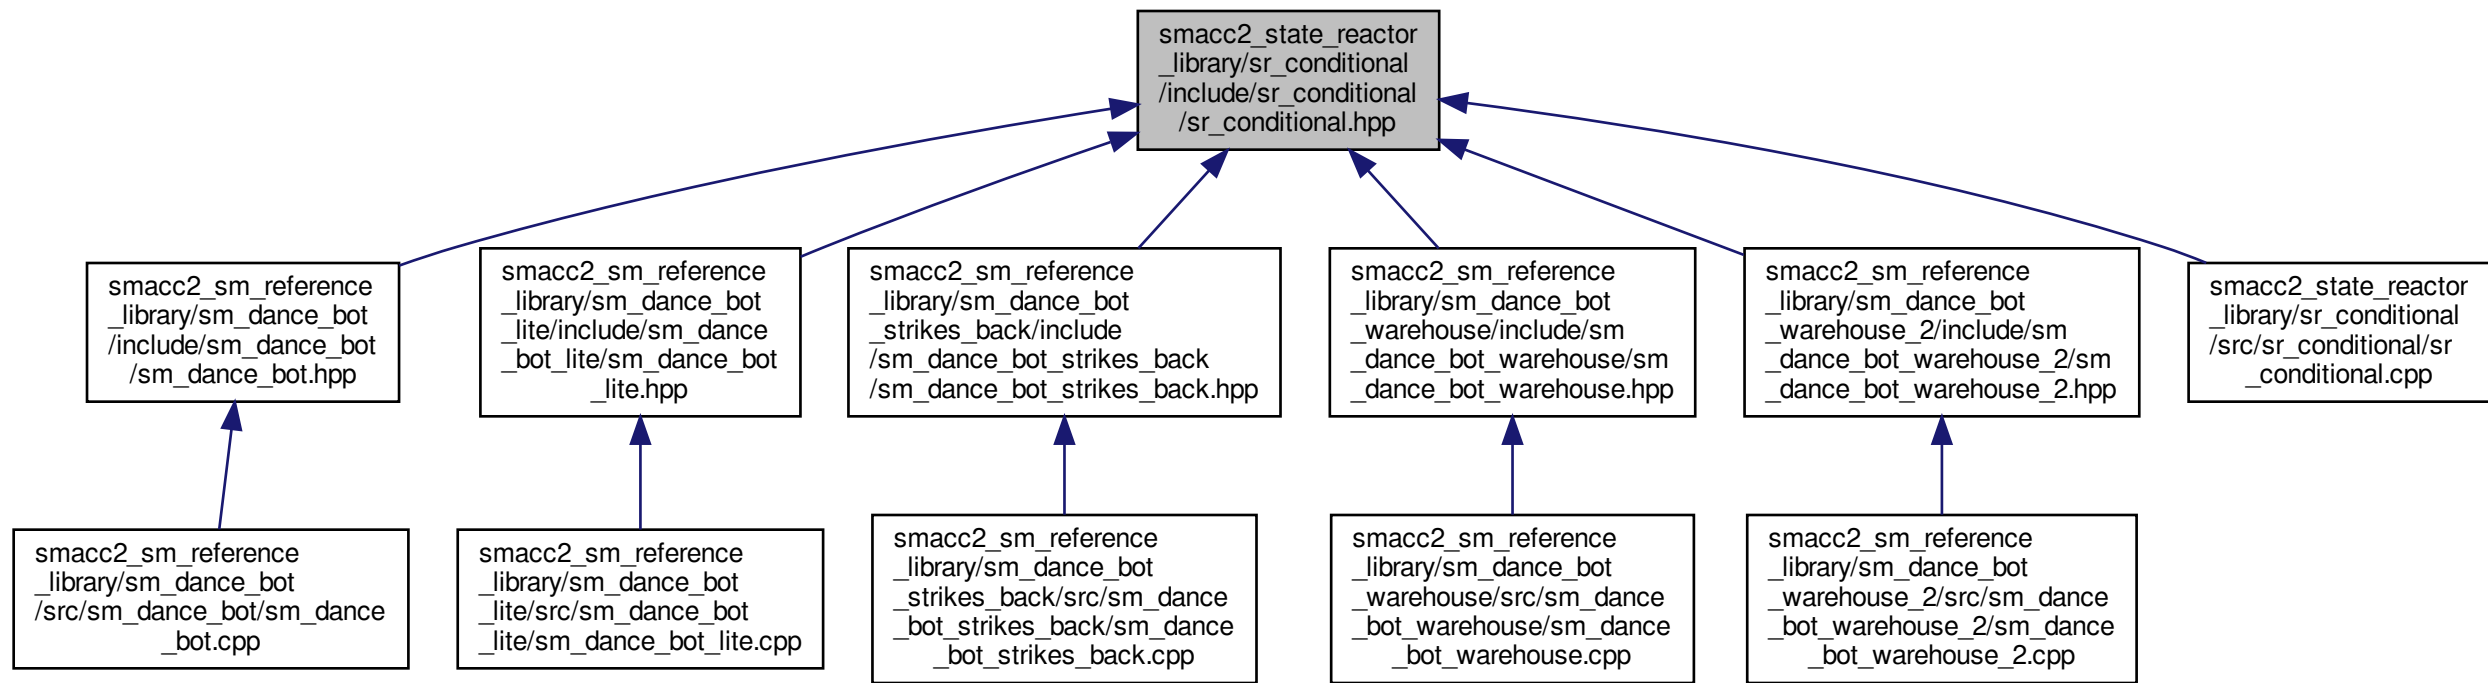 smacc2_state_reactor
_library/sr_conditional
/include/sr_conditional
/sr_conditional.hpp
smacc2_sm_reference
_library/sm_dance_bot
/include/sm_dance_bot
/sm_dance_bot.hpp
smacc2_sm_reference
_library/sm_dance_bot
_lite/include/sm_dance
_bot_lite/sm_dance_bot
_lite.hpp
smacc2_sm_reference
_library/sm_dance_bot
_strikes_back/include
/sm_dance_bot_strikes_back
/sm_dance_bot_strikes_back.hpp
smacc2_sm_reference
_library/sm_dance_bot
_warehouse/include/sm
_dance_bot_warehouse/sm
_dance_bot_warehouse.hpp
smacc2_sm_reference
_library/sm_dance_bot
_warehouse_2/include/sm
_dance_bot_warehouse_2/sm
_dance_bot_warehouse_2.hpp
smacc2_state_reactor
_library/sr_conditional
/src/sr_conditional/sr
_conditional.cpp
smacc2_sm_reference
_library/sm_dance_bot
/src/sm_dance_bot/sm_dance
_bot.cpp
smacc2_sm_reference
_library/sm_dance_bot
_lite/src/sm_dance_bot
_lite/sm_dance_bot_lite.cpp
smacc2_sm_reference
_library/sm_dance_bot
_strikes_back/src/sm_dance
_bot_strikes_back/sm_dance
_bot_strikes_back.cpp
smacc2_sm_reference
_library/sm_dance_bot
_warehouse/src/sm_dance
_bot_warehouse/sm_dance
_bot_warehouse.cpp
smacc2_sm_reference
_library/sm_dance_bot
_warehouse_2/src/sm_dance
_bot_warehouse_2/sm_dance
_bot_warehouse_2.cpp